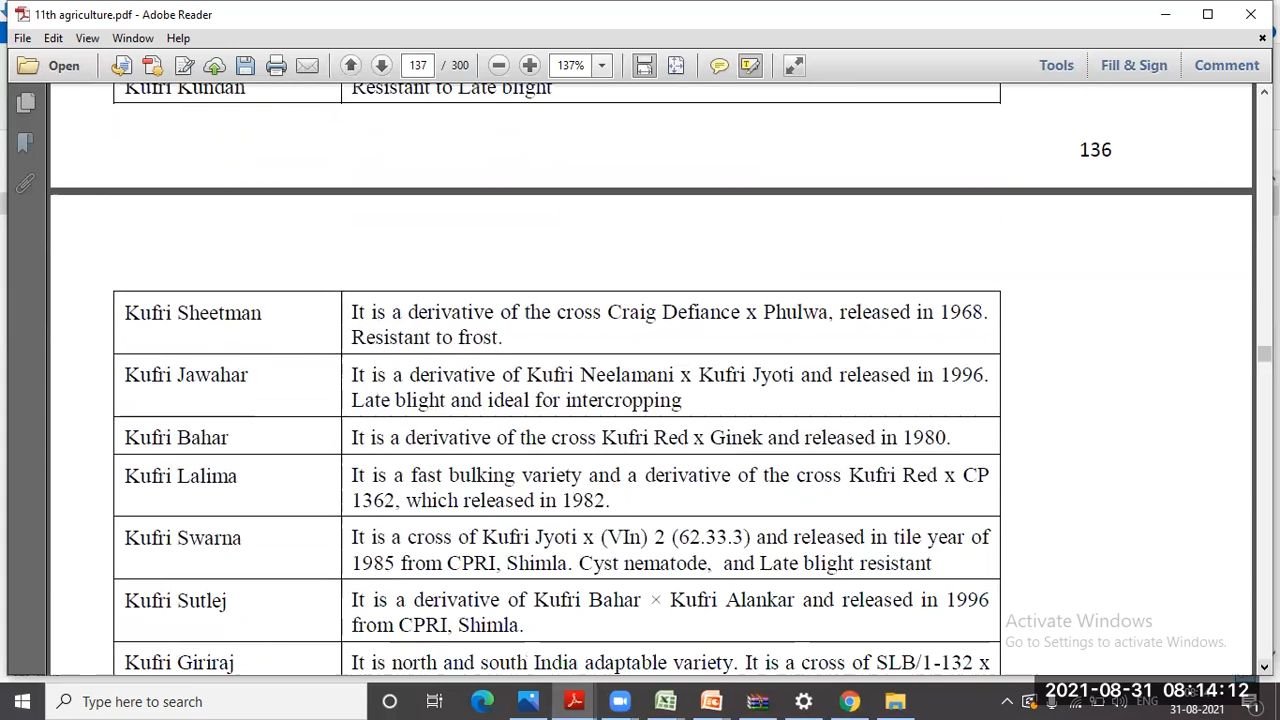 11th agriculture.pdf - Adobe Reader
File Edit View Window Help
Open 137 / 300 137% Tools Fill & Sign Comment
Kufri Kundan Resistant to Late blight
136
Kufri Sheetman It is a derivative of the cross Craig Defiance x Phulwa, released in 1968.
Resistant to frost.
Kufri Jawahar It is a derivative of Kufri Neelamani x Kufri Jyoti and released in 1996.
Late blight and ideal for intercropping
Kufri Bahar It is a derivative of the cross Kufri Red x Ginek and released in 1980.
Kufri Lalima It is a fast bulking variety and a derivative of the cross Kufri Red x CP
1362, which released in 1982.
Kufri Swarna It is a cross of Kufri Jyoti x (VIn) 2 (62.33.3) and released in tile year of
1985 from CPRI, Shimla. Cyst nematode, and Late blight resistant
Kufri Sutlej It is a derivative of Kufri Bahar × Kufri Alankar and released in 1996
from CPRI, Shimla.
Kufri Giriraj It is north and south India adaptable variety. It is a cross of SLB/1-132 x
Activate Windows
Go to Settings to activate Windows.
Type here to search
ENG
2021-08-31 08:14:12
31-08-2021